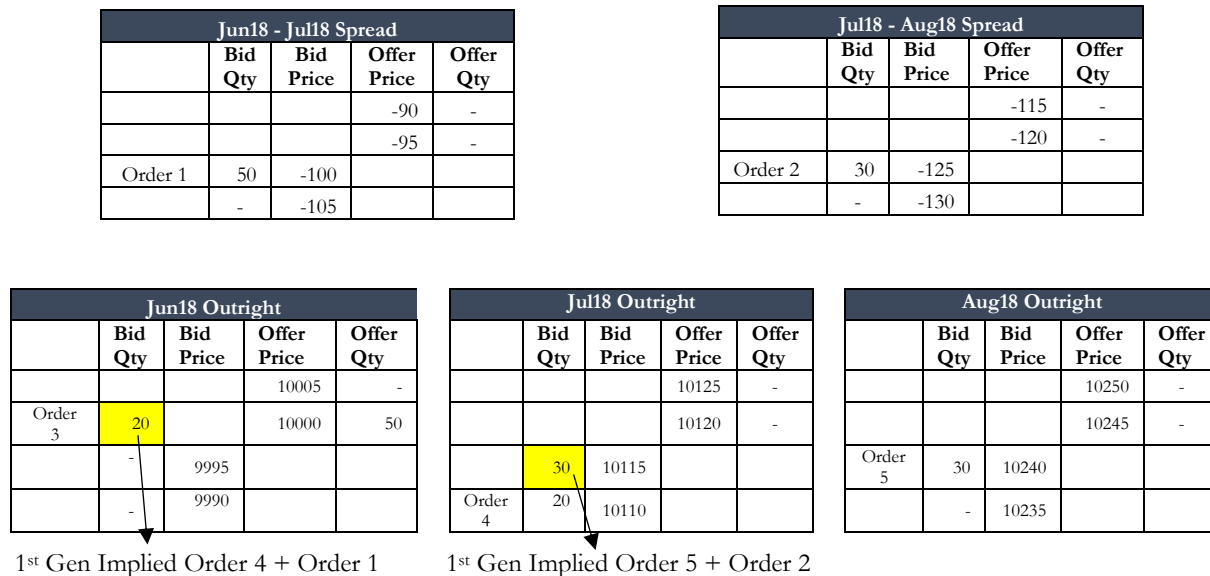 Jun18 - Jul18 Spread
Bid Qty Bid Price Offer Price Offer Qty
-90 -
-95 -
Order 1 50 -100
- -105
Jul18 - Aug18 Spread
Bid Qty Bid Price Offer Price Offer Qty
-115 -
-120 -
Order 2 30 -125
- -130
Jun18 Outright
Bid Qty Bid Price Offer Price Offer Qty
10005 -
Order 3 20 10000 50
- 9995
- 9990
1st Gen Implied Order 4 + Order 1
Jul18 Outright
Bid Qty Bid Price Offer Price Offer Qty
10125 -
10120 -
30 10115
Order 4 20 10110
1st Gen Implied Order 5 + Order 2
Aug18 Outright
Bid Qty Bid Price Offer Price Offer Qty
10250 -
10245 -
Order 5 30 10240
- 10235